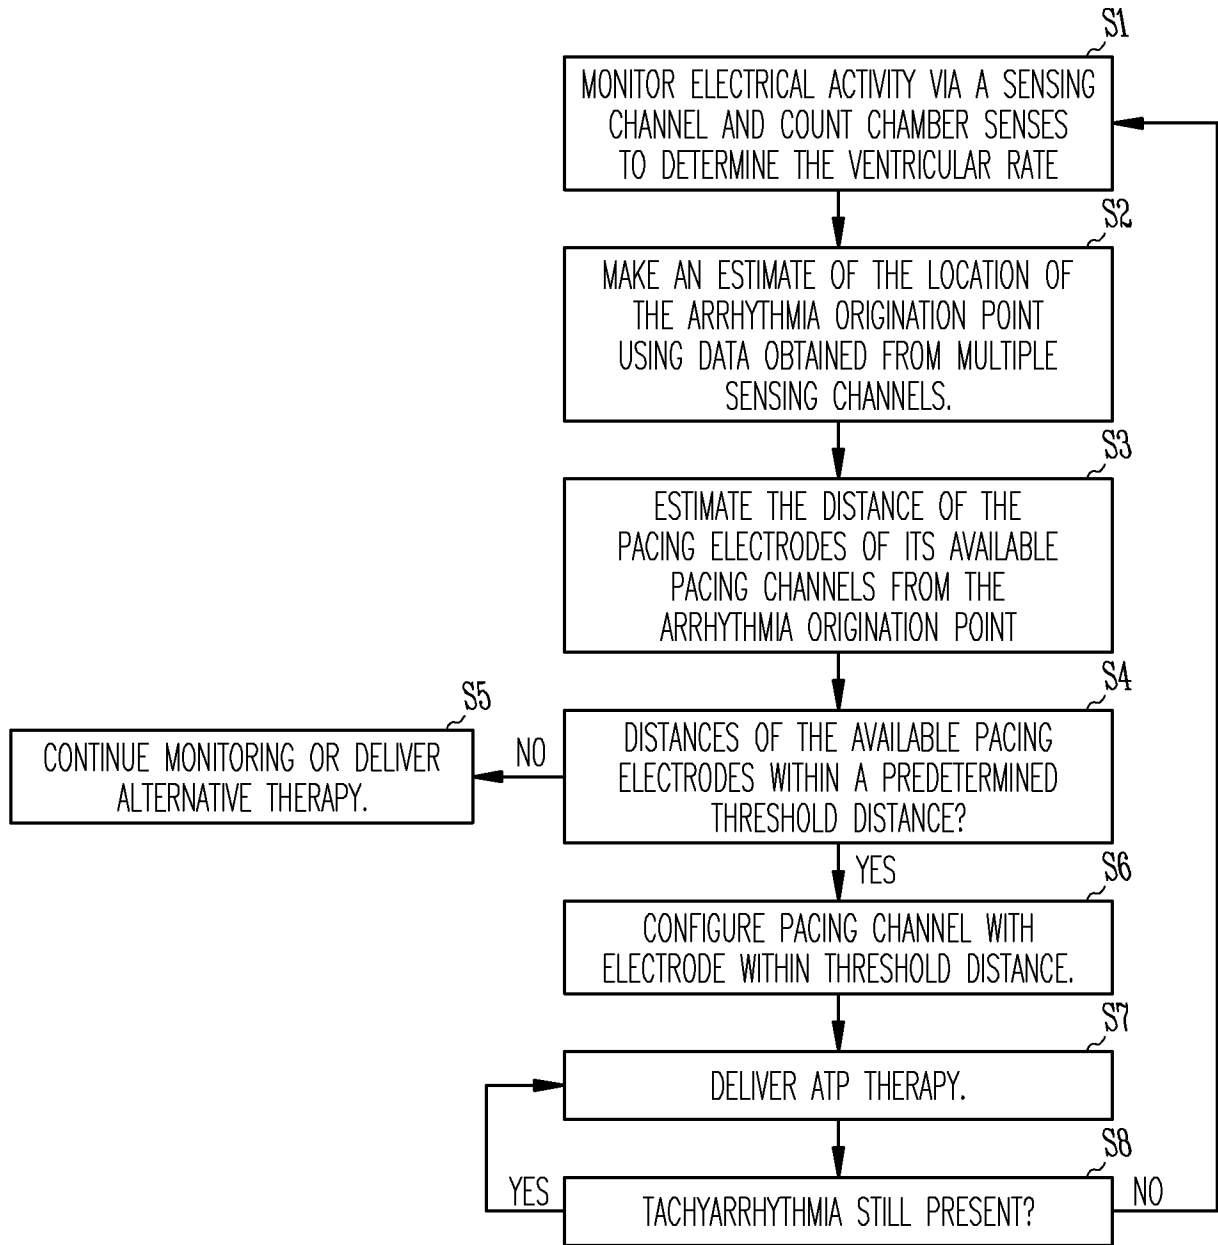 S1
MONITOR ELECTRICAL ACTIVITY VIA A SENSING
CHANNEL AND COUNT CHAMBER SENSES
TO DETERMINE THE VENTRICULAR RATE
S2
MAKE AN ESTIMATE OF THE LOCATION OF
THE ARRHYTHMIA ORIGINATION POINT
USING DATA OBTAINED FROM MULTIPLE
SENSING CHANNELS.
S3
ESTIMATE THE DISTANCE OF THE
PACING ELECTRODES OF ITS AVAILABLE
PACING CHANNELS FROM THE
ARRHYTHMIA ORIGINATION POINT
S4
DISTANCES OF THE AVAILABLE PACING
ELECTRODES WITHIN A PREDETERMINED
THRESHOLD DISTANCE?
NO
S5
CONTINUE MONITORING OR DELIVER
ALTERNATIVE THERAPY.
YES
S6
CONFIGURE PACING CHANNEL WITH
ELECTRODE WITHIN THRESHOLD DISTANCE.
S7
DELIVER ATP THERAPY.
S8
TACHYARRHYTHMIA STILL PRESENT?
YES
NO